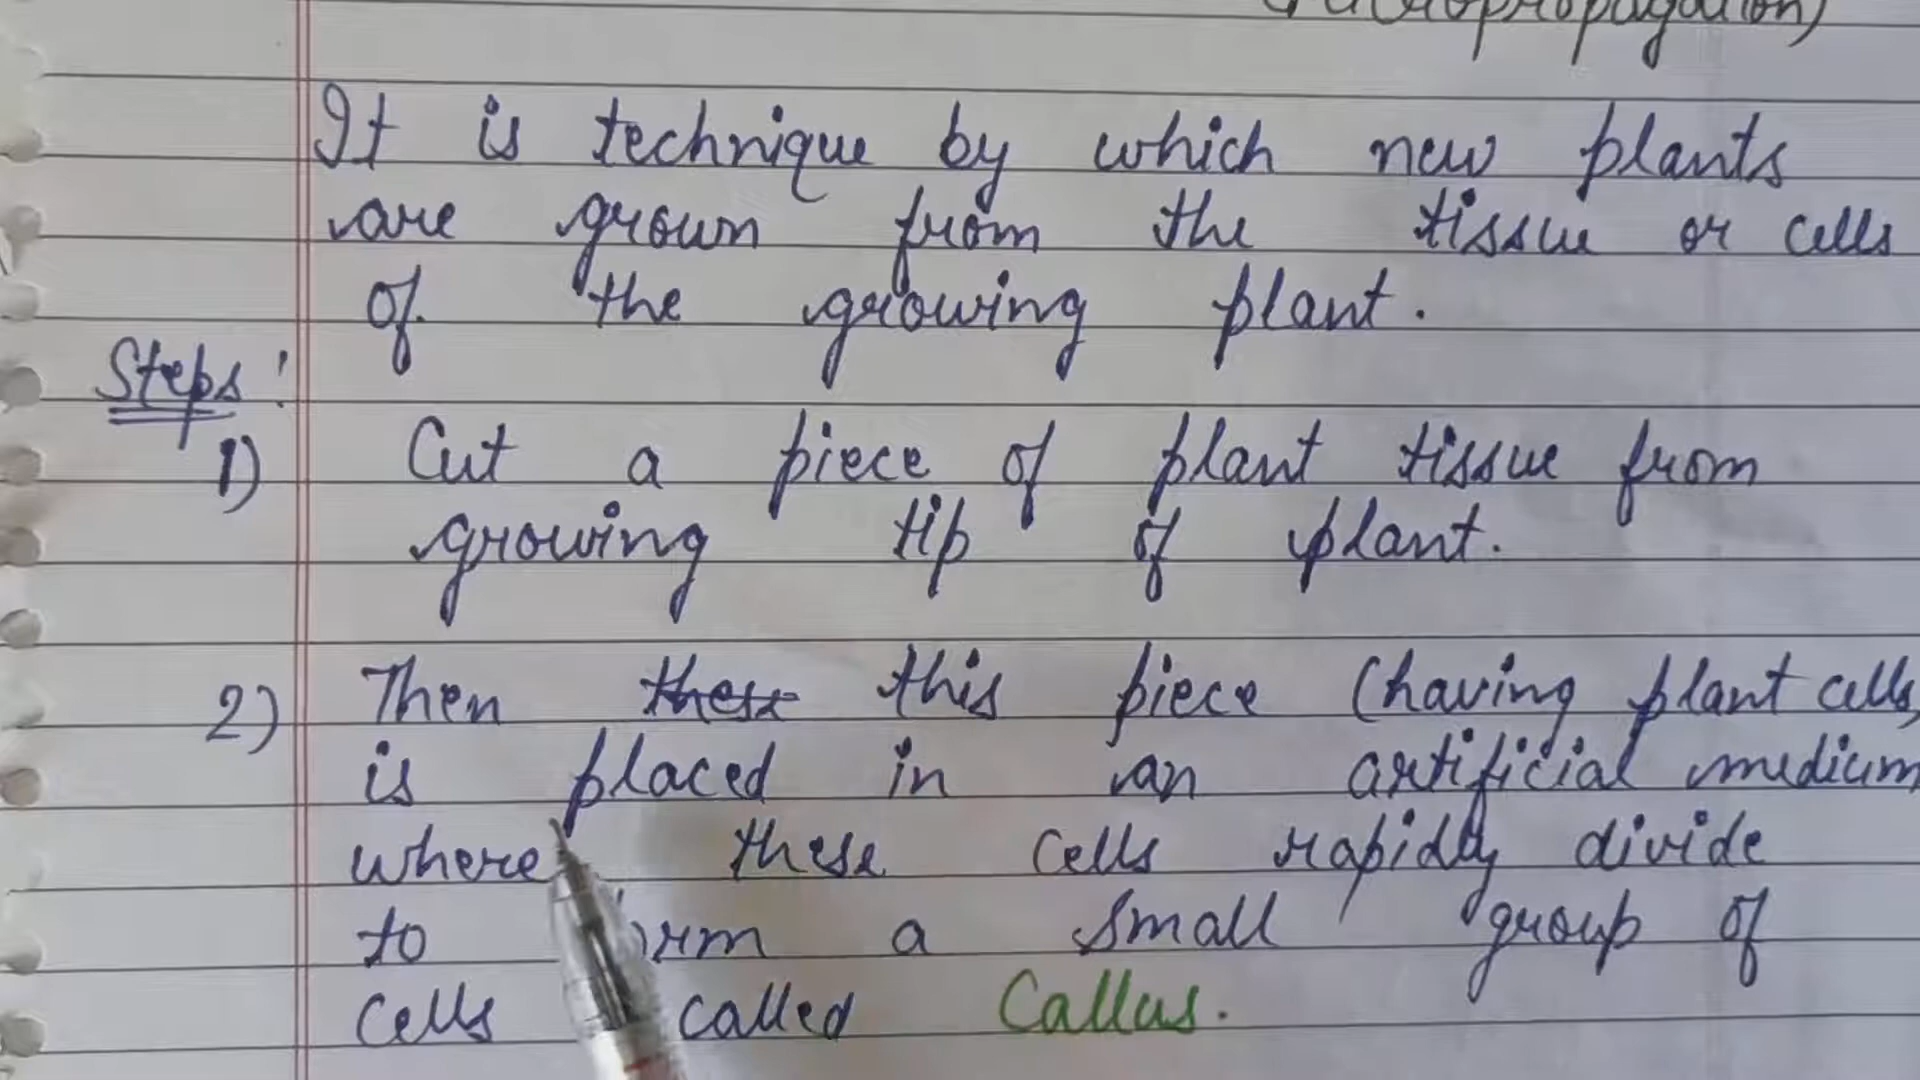 (Micropropagation)
It is technique by which new plants
are grown from the tissue or cells
of the growing plant.
Steps:
1) Cut a piece of plant tissue from
growing tip of plant.
2) Then these this piece (having plant cells)
is placed in an artificial medium
where these cells rapidly divide
to form a small group of
cells called Callus.